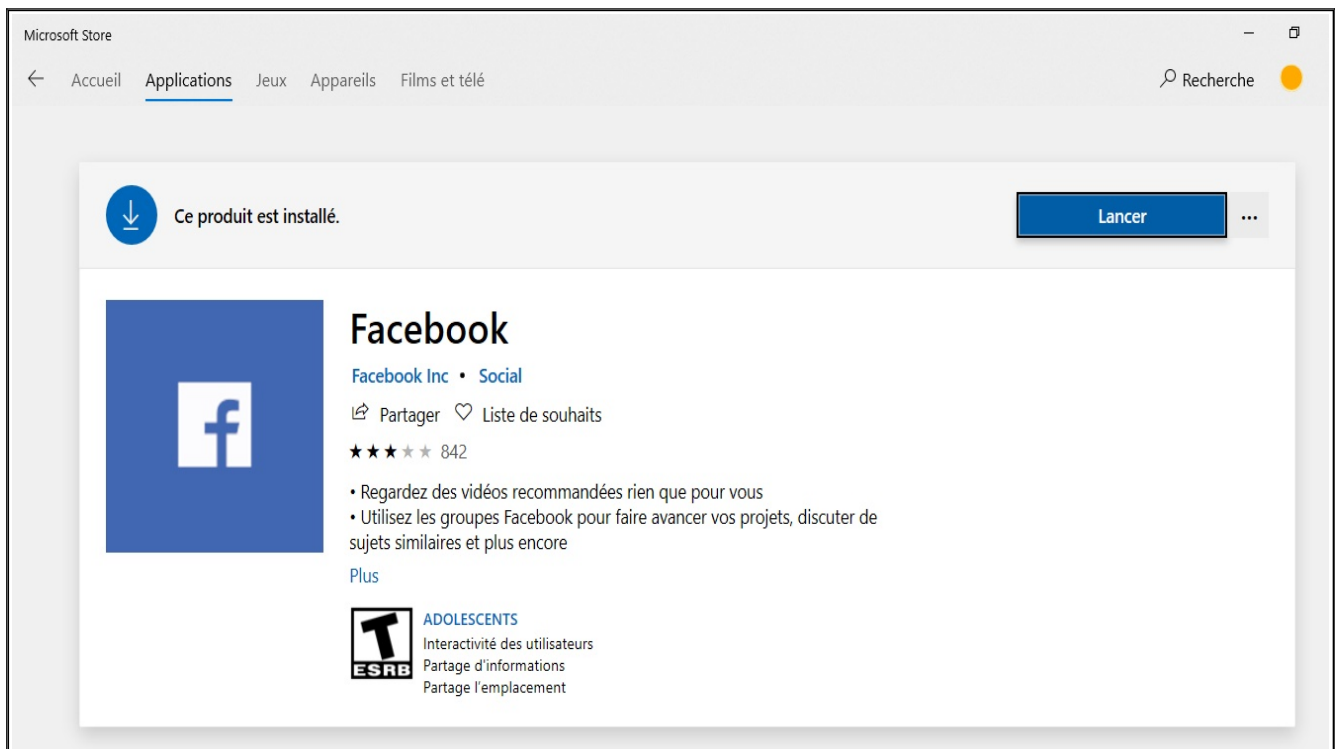 Microsoft Store
Accueil Applications Jeux Appareils Films et télé Recherche
Ce produit est installé.
Lancer
Facebook
Facebook Inc • Social
Partager Liste de souhaits
842
• Regardez des vidéos recommandées rien que pour vous
• Utilisez les groupes Facebook pour faire avancer vos projets, discuter de
sujets similaires et plus encore
Plus
T
ESRB
ADOLESCENTS
Interactivité des utilisateurs
Partage d'informations
Partage l'emplacement